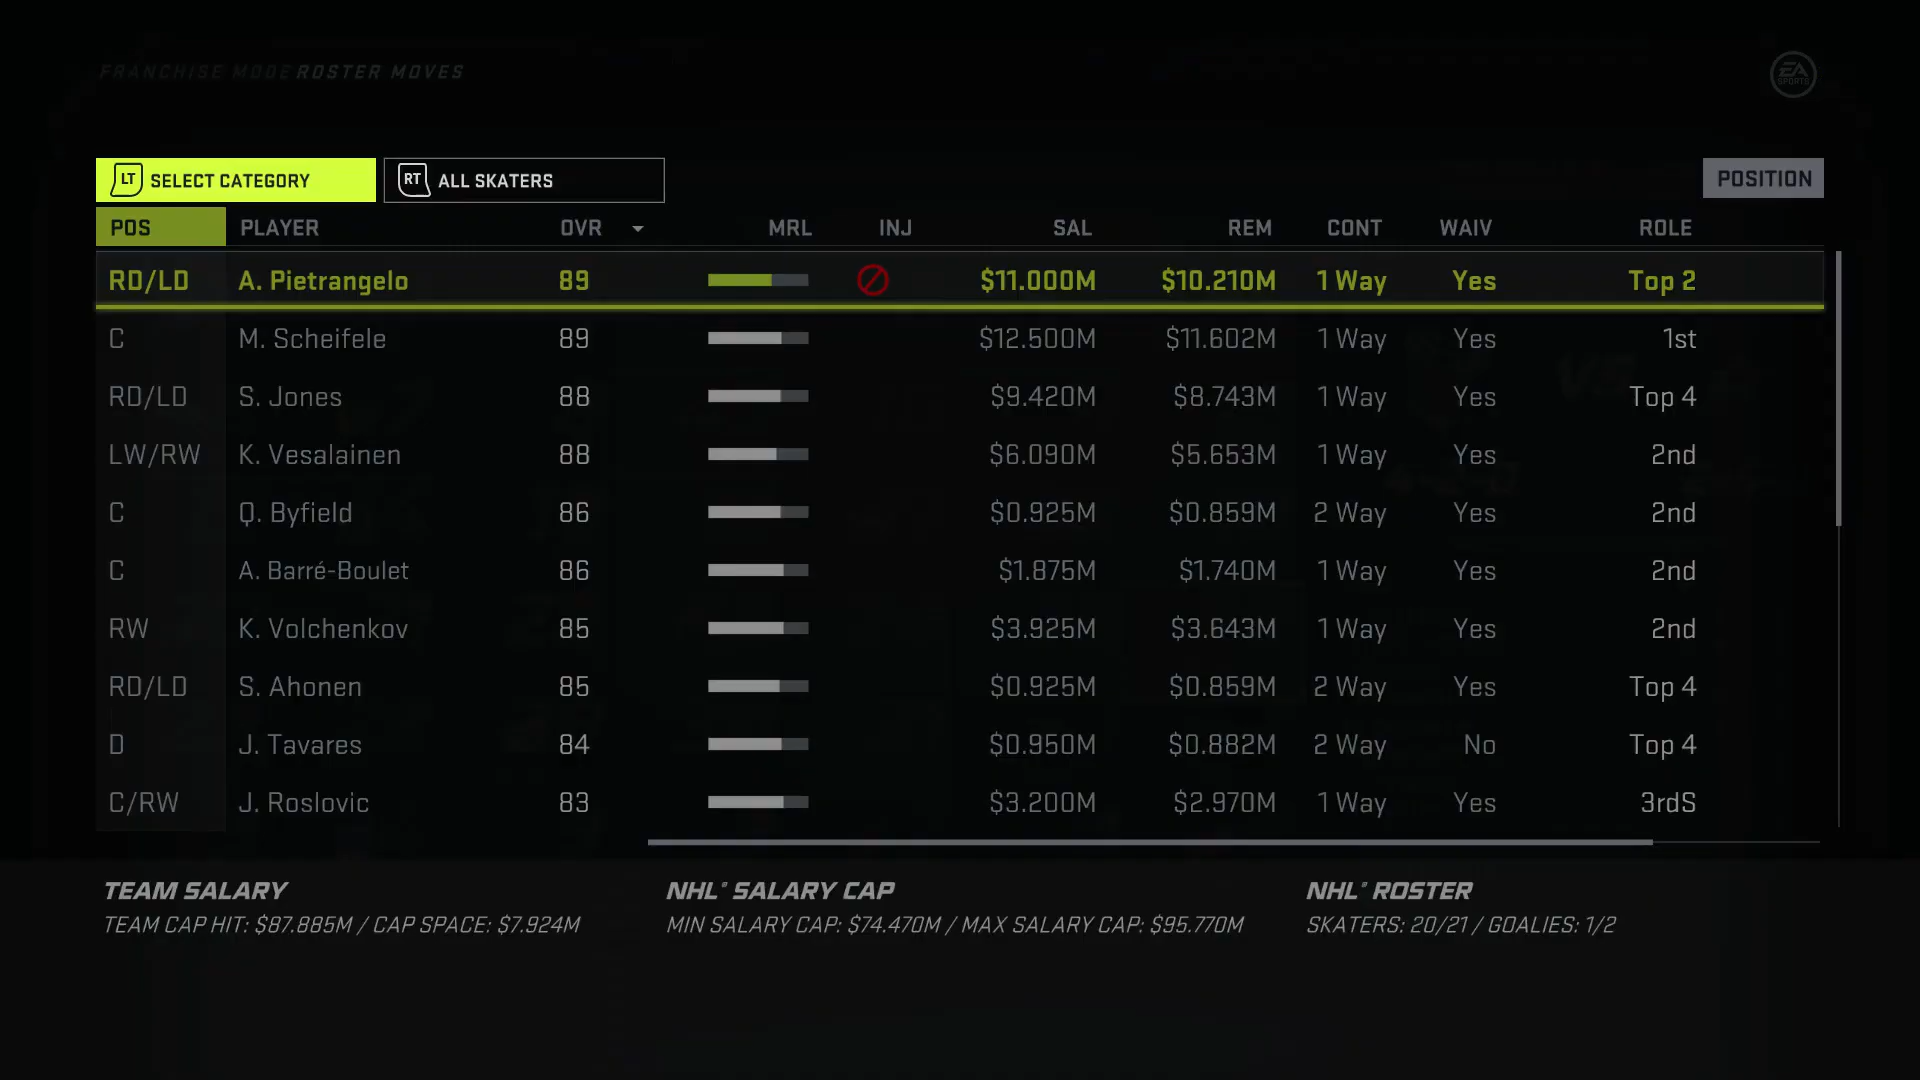 FRANCHISE MODE ROSTER MOVES
EA SPORTS
LT SELECT CATEGORY RT ALL SKATERS POSITION
POS PLAYER OVR MRL INJ SAL REM CONT WAIV ROLE
RD/LD A. Pietrangelo 89 $11.000M $10.210M 1 Way Yes Top 2
C M. Scheifele 89 $12.500M $11.602M 1 Way Yes 1st
RD/LD S. Jones 88 $9.420M $8.743M 1 Way Yes Top 4
LW/RW K. Vesalainen 88 $6.090M $5.653M 1 Way Yes 2nd
C Q. Byfield 86 $0.925M $0.859M 2 Way Yes 2nd
C A. Barré-Boulet 86 $1.875M $1.740M 1 Way Yes 2nd
RW K. Volchenkov 85 $3.925M $3.643M 1 Way Yes 2nd
RD/LD S. Ahonen 85 $0.925M $0.859M 2 Way Yes Top 4
D J. Tavares 84 $0.950M $0.882M 2 Way No Top 4
C/RW J. Roslovic 83 $3.200M $2.970M 1 Way Yes 3rdS
TEAM SALARY NHL® SALARY CAP NHL® ROSTER
TEAM CAP HIT: $87.885M / CAP SPACE: $7.924M MIN SALARY CAP: $74.470M / MAX SALARY CAP: $95.770M SKATERS: 20/21 / GOALIES: 1/2